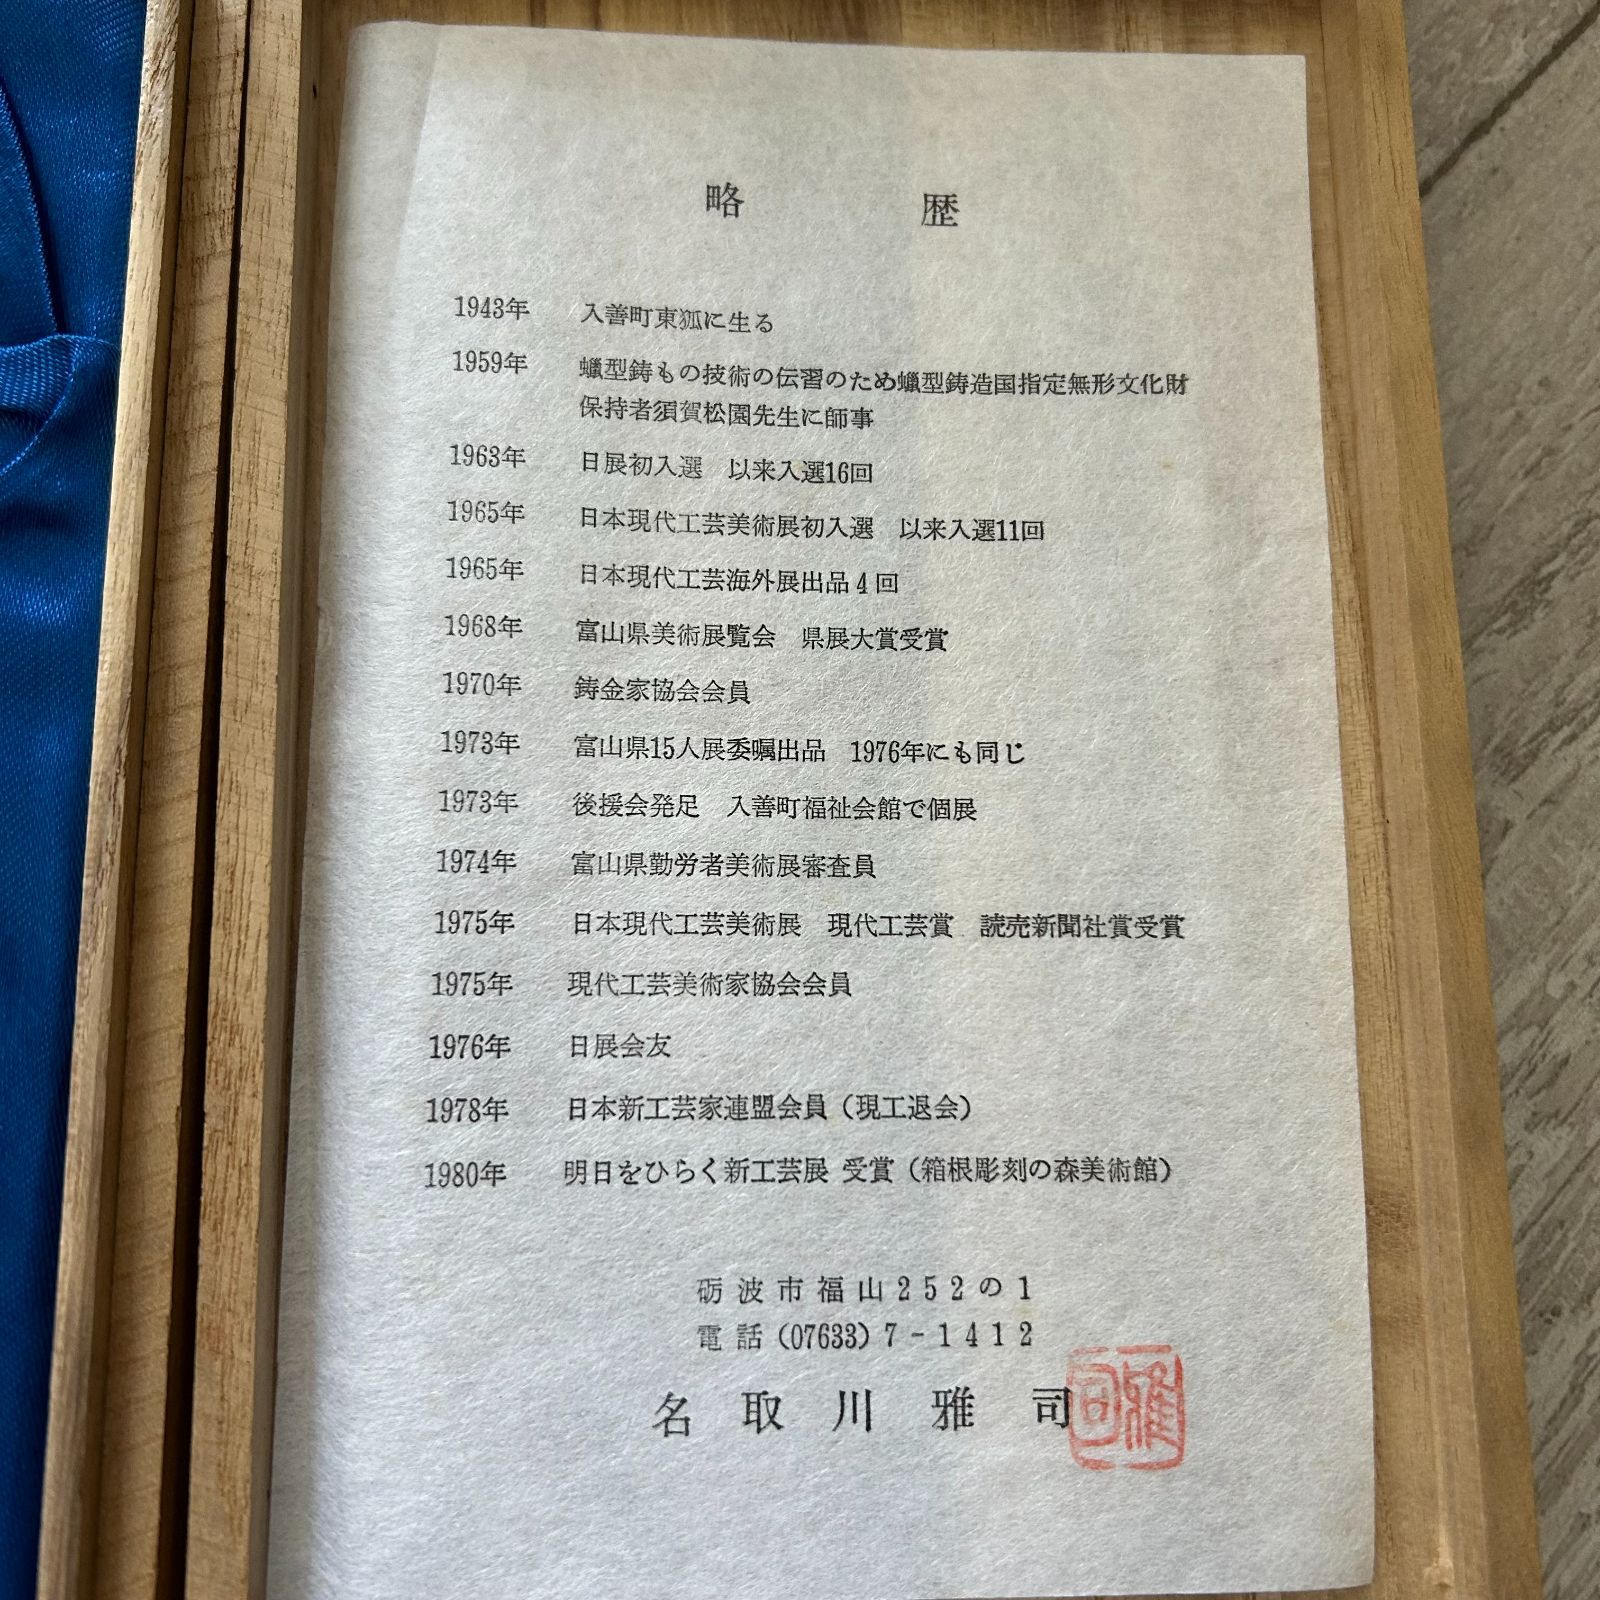 略 歴
1943年 入善町東狐に生る
1959年 蠟型鋳もの技術の伝習のため蠟型鋳造国指定無形文化財
保持者須賀松園先生に師事
1963年 日展初入選 以来入選16回
1965年 日本現代工芸美術展初入選 以来入選11回
1965年 日本現代工芸海外展出品4回
1968年 富山県美術展覧会 県展大賞受賞
1970年 鋳金家協会会員
1973年 富山県15人展委嘱出品 1976年にも同じ
1973年 後援会発足 入善町福祉会館で個展
1974年 富山県勤労者美術展審査員
1975年 日本現代工芸美術展 現代工芸賞 読売新聞社賞受賞
1975年 現代工芸美術家協会会員
1976年 日展会友
1978年 日本新工芸家連盟会員(現工退会)
1980年 明日をひらく新工芸展 受賞(箱根彫刻の森美術館)
砺波市福山252の1
電話(07633)7-1412
名取川雅司
雅司